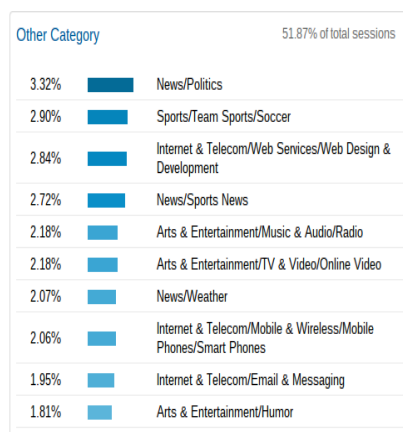 Other Category
51.87% of total sessions
3.32% News/Politics
2.90% Sports/Team Sports/Soccer
2.84% Internet & Telecom/Web Services/Web Design &
Development
2.72% News/Sports News
2.18% Arts & Entertainment/Music & Audio/Radio
2.18% Arts & Entertainment/TV & Video/Online Video
2.07% News/Weather
2.06% Internet & Telecom/Mobile & Wireless/Mobile
Phones/Smart Phones
1.95% Internet & Telecom/Email & Messaging
1.81% Arts & Entertainment/Humor